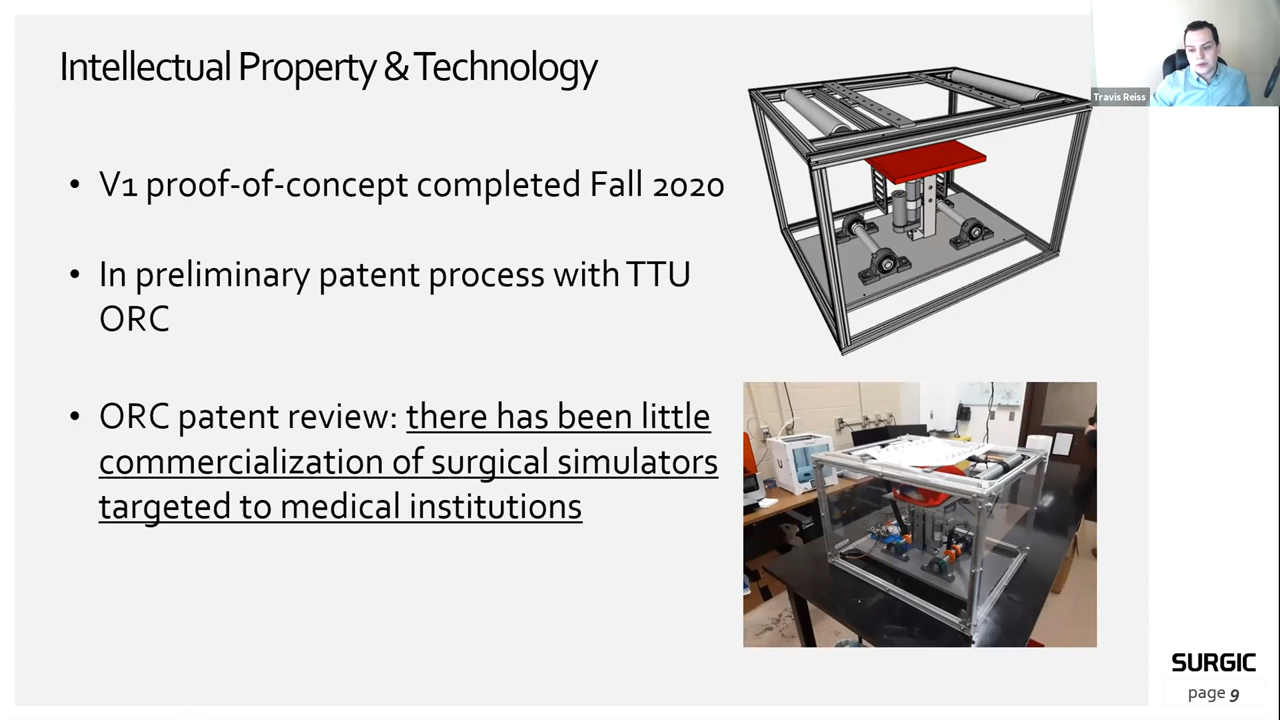 Intellectual Property & Technology
Travis Reiss
• V1 proof-of-concept completed Fall 2020
• In preliminary patent process with TTU
ORC
• ORC patent review: there has been little
commercialization of surgical simulators
targeted to medical institutions
SURGIC
page 9